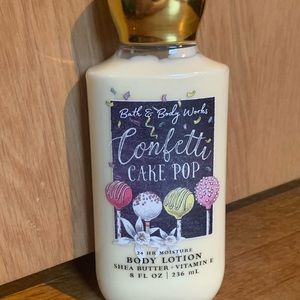 Bath & Body Works
Confetti
CAKE POP
24 HR MOISTURE
BODY LOTION
SHEA BUTTER + VITAMIN E
8 FL OZ | 236 mL